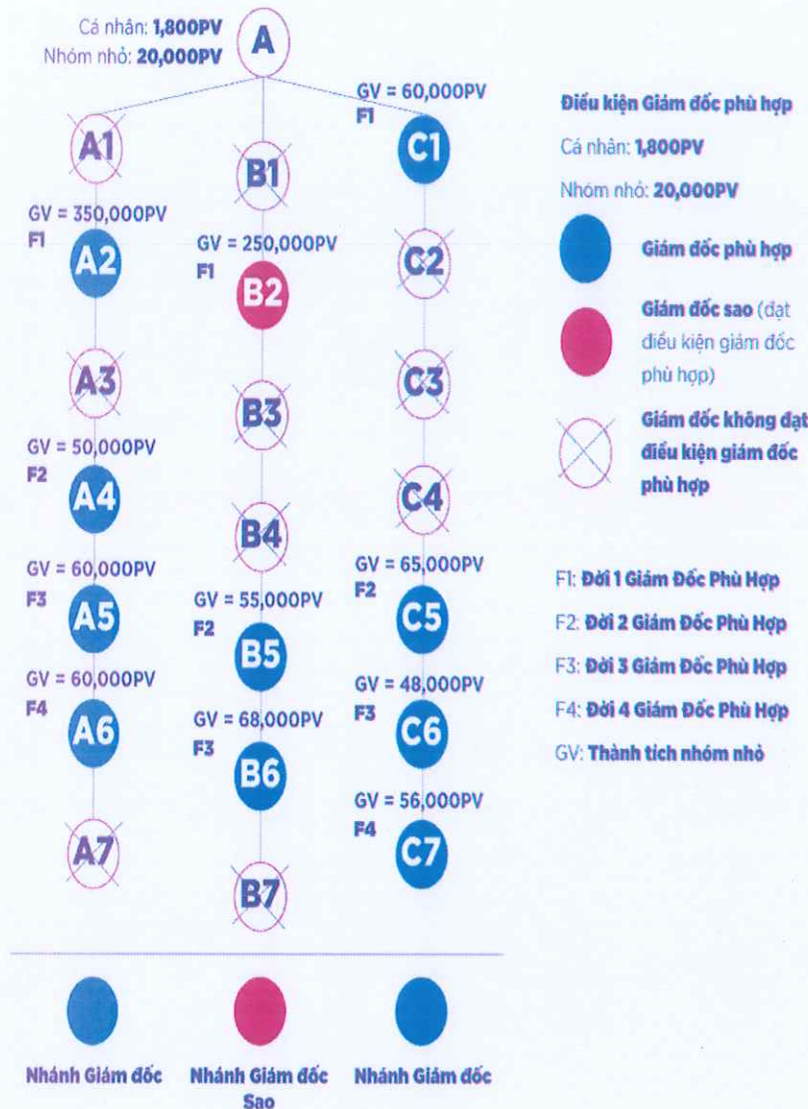 Cá nhân: 1,800PV
Nhóm nhỏ: 20,000PV
A
A1
GV = 350,000PV
F1
A2
A3
GV = 50,000PV
F2
A4
GV = 60,000PV
F3
A5
GV = 60,000PV
F4
A6
A7
B1
GV = 250,000PV
F1
B2
B3
B4
GV = 55,000PV
F2
B5
GV = 68,000PV
F3
B6
B7
GV = 60,000PV
F1
C1
C2
C3
C4
GV = 65,000PV
F2
C5
GV = 48,000PV
F3
C6
GV = 56,000PV
F4
C7
Điều kiện Giám đốc phù hợp
Cá nhân: 1,800PV
Nhóm nhỏ: 20,000PV
Giám đốc phù hợp
Giám đốc sao (đạt
điều kiện giám đốc
phù hợp)
Giám đốc không đạt
điều kiện giám đốc
phù hợp
F1: Đời 1 Giám Đốc Phù Hợp
F2: Đời 2 Giám Đốc Phù Hợp
F3: Đời 3 Giám Đốc Phù Hợp
F4: Đời 4 Giám Đốc Phù Hợp
GV: Thành tích nhóm nhỏ
Nhánh Giám đốc
Nhánh Giám đốc
Sao
Nhánh Giám đốc